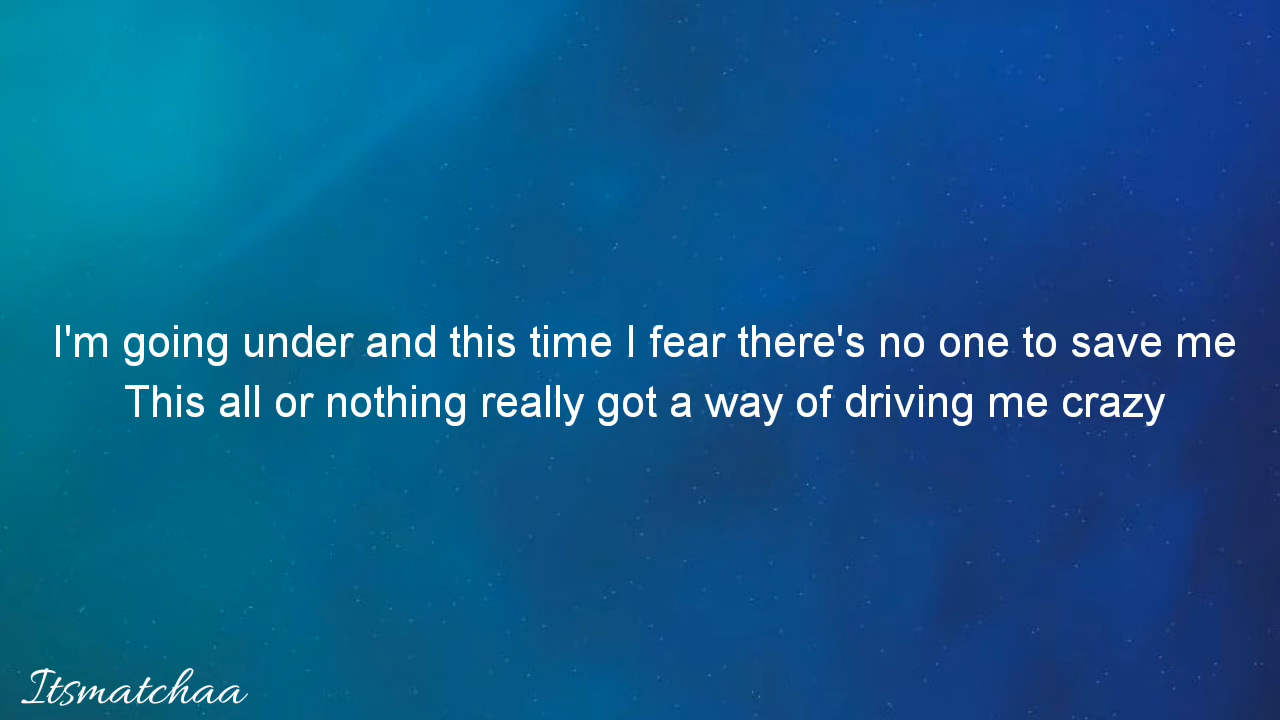 I'm going under and this time I fear there's no one to save me
This all or nothing really got a way of driving me crazy
Itsmatchaa